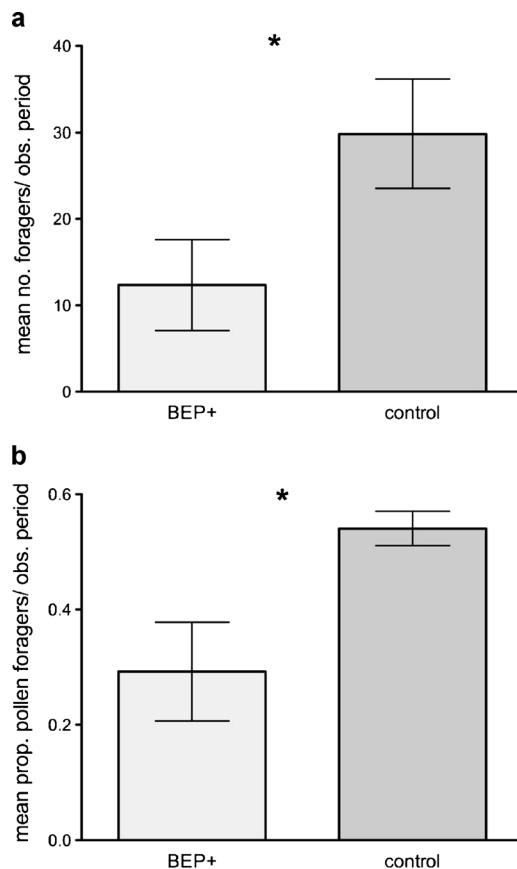 a
*
mean no. foragers/ obs. period
40
30
20
10
0
BEP+ control
b
*
mean prop. pollen foragers/ obs. period
0.6
0.4
0.2
0.0
BEP+ control